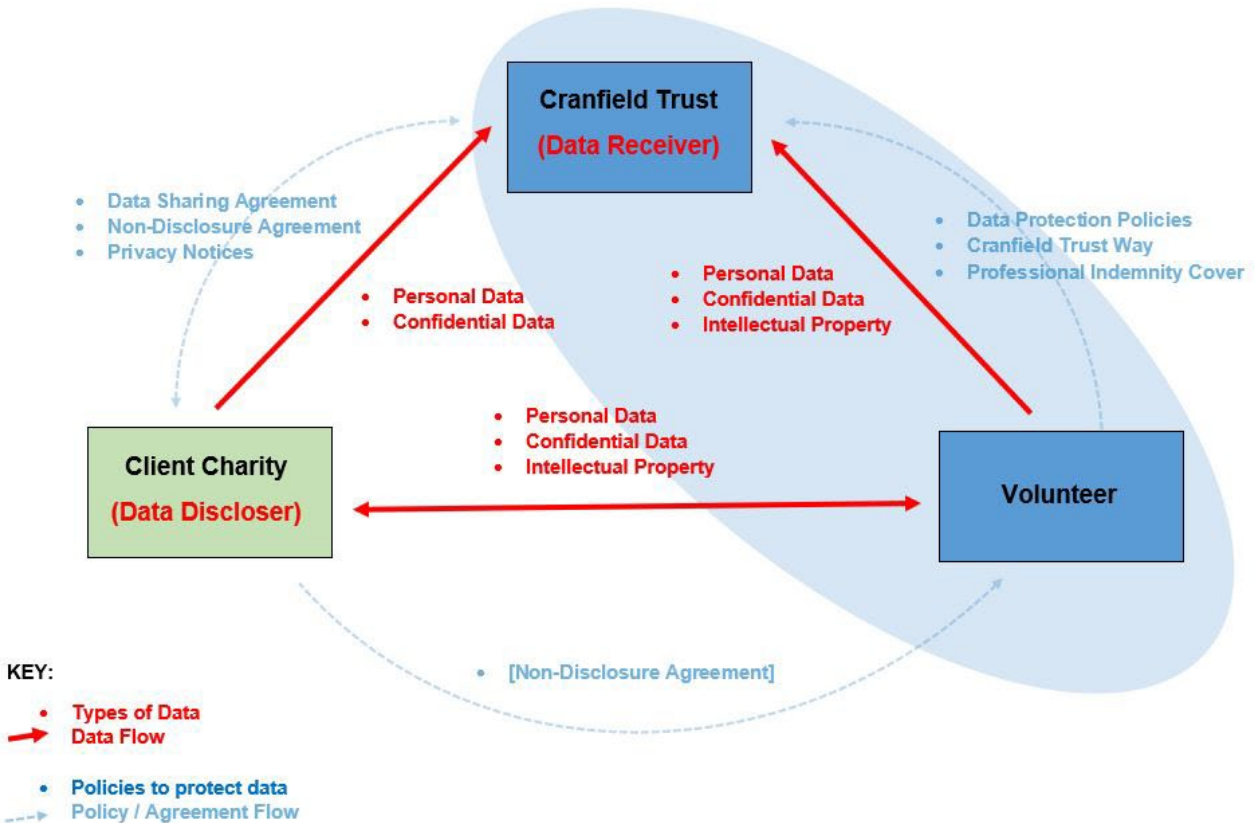 Cranfield Trust
(Data Receiver)
• Data Sharing Agreement
• Non-Disclosure Agreement
• Privacy Notices
• Data Protection Policies
• Cranfield Trust Way
• Professional Indemnity Cover
• Personal Data
• Confidential Data
• Personal Data
• Confidential Data
• Intellectual Property
• Personal Data
• Confidential Data
• Intellectual Property
Client Charity
(Data Discloser)
Volunteer
• [Non-Disclosure Agreement]
KEY:
• Types of Data
Data Flow
• Policies to protect data
Policy / Agreement Flow